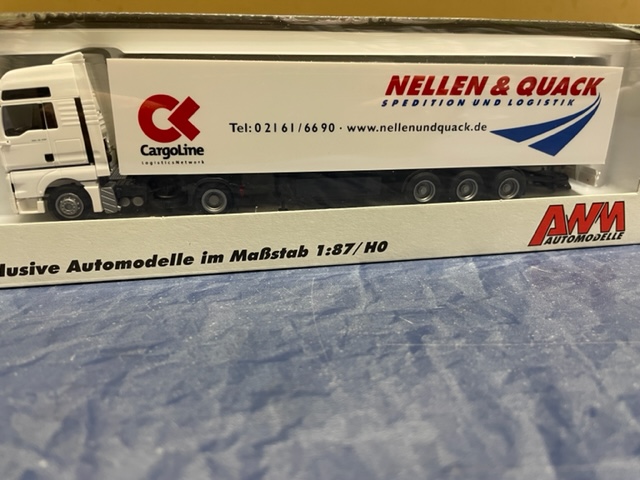 NELLEN & QUACK
SPEDITION UND LOGISTIK
Tel: 0 21 61/66 90 · www.nellenundquack.de
CargoLine
LogisticsNetwork
AWM
AUTOMODELLE
lusive Automodelle im Maßstab 1:87/H0